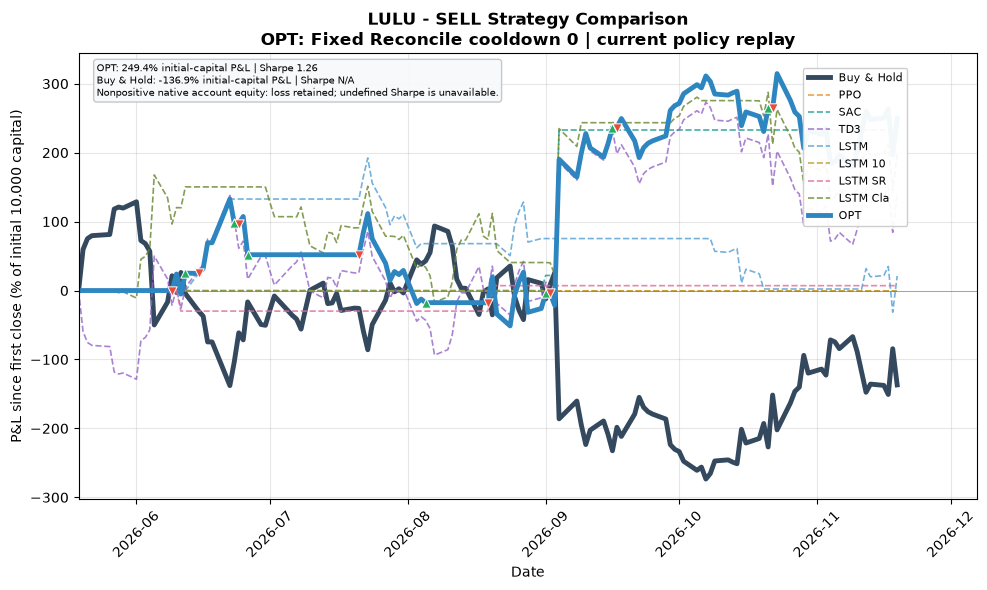 LULU - SELL Strategy Comparison
OPT: Fixed Reconcile cooldown 0 | current policy replay
OPT: 249.4% initial-capital P&L | Sharpe 1.26
Buy & Hold: -136.9% initial-capital P&L | Sharpe N/A
Nonpositive native account equity: loss retained; undefined Sharpe is unavailable.
Buy & Hold
PPO
SAC
TD3
LSTM
LSTM 10
LSTM SR
LSTM Cla
OPT
P&L since first close (% of initial 10,000 capital)
300
200
100
0
−100
−200
−300
2026-06
2026-07
2026-08
2026-09
2026-10
2026-11
2026-12
Date